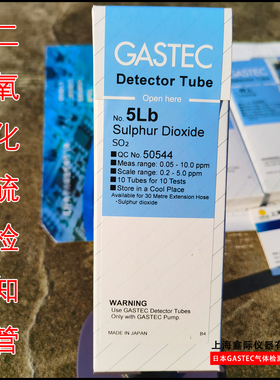 二氧化硫检知管
GASTEC
Detector Tube
Open here
No. 5Lb
Sulphur Dioxide
SO₂
QC No. 50544
Meas.range: 0.05 - 10.0 ppm
Scale range: 0.2 - 5.0 ppm
10 Tubes for 10 Tests
Store in a Cool Place
Available for 30 Metre Extension Hose
-Sulphur dioxide
WARNING
Use GASTEC Detector Tubes
Only with GASTEC Pump.
MADE IN JAPAN
B4
上海鑫际仪器有
日本GASTEC气体检测